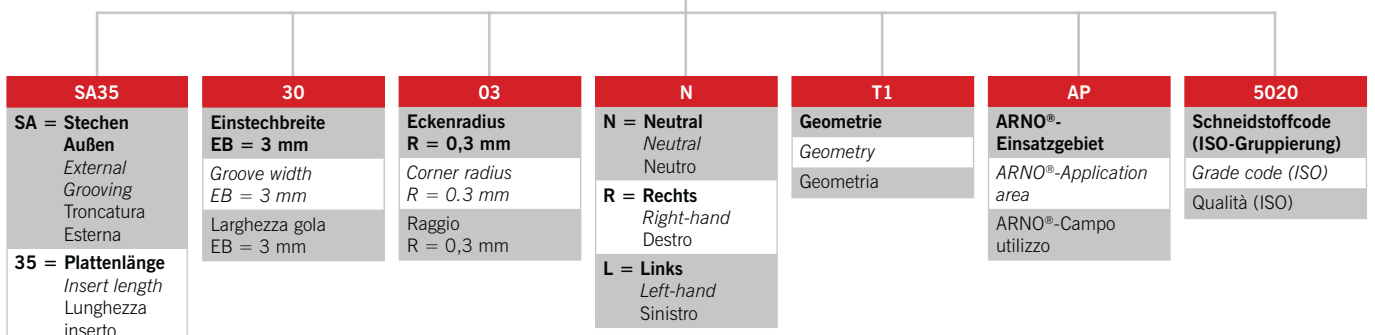 SA35
SA = Stechen
Außen
External
Grooving
Troncatura
Esterna
35 = Plattenlänge
Insert length
Lunghezza
inserto
30
Einstechbreite
EB = 3 mm
Groove width
EB = 3 mm
Larghezza gola
EB = 3 mm
03
Eckenradius
R = 0,3 mm
Corner radius
R = 0.3 mm
Raggio
R = 0,3 mm
N
N = Neutral
Neutral
Neutro
R = Rechts
Right-hand
Destro
L = Links
Left-hand
Sinistro
T1
Geometrie
Geometry
Geometria
AP
ARNO®-
Einsatzgebiet
ARNO®-Application
area
ARNO®-Campo
utilizzo
5020
Schneidstoffcode
(ISO-Gruppierung)
Grade code (ISO)
Qualità (ISO)